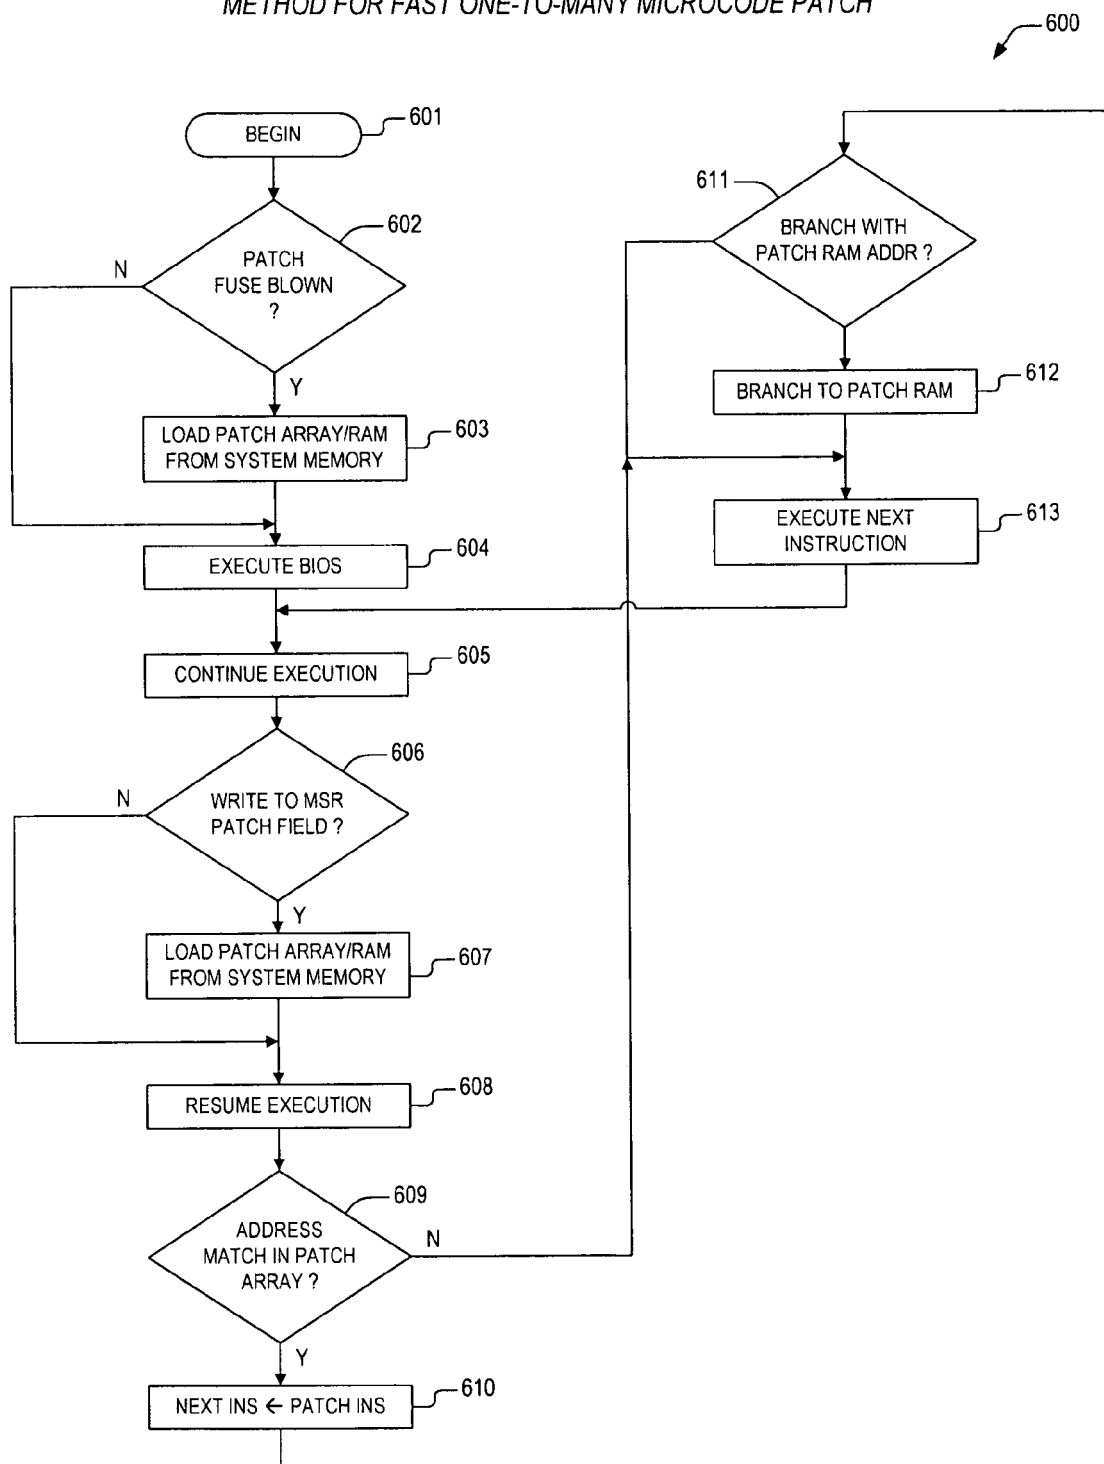 METHOD FOR FAST ONE-TO-MANY MICROCODE PATCH
600
BEGIN
601
PATCH
FUSE BLOWN
?
602
N
Y
LOAD PATCH ARRAY/RAM
FROM SYSTEM MEMORY
603
EXECUTE BIOS
604
CONTINUE EXECUTION
605
WRITE TO MSR
PATCH FIELD ?
606
N
Y
LOAD PATCH ARRAY/RAM
FROM SYSTEM MEMORY
607
RESUME EXECUTION
608
ADDRESS
MATCH IN PATCH
ARRAY ?
609
N
Y
NEXT INS ← PATCH INS
610
611
BRANCH WITH
PATCH RAM ADDR ?
BRANCH TO PATCH RAM
612
EXECUTE NEXT
INSTRUCTION
613